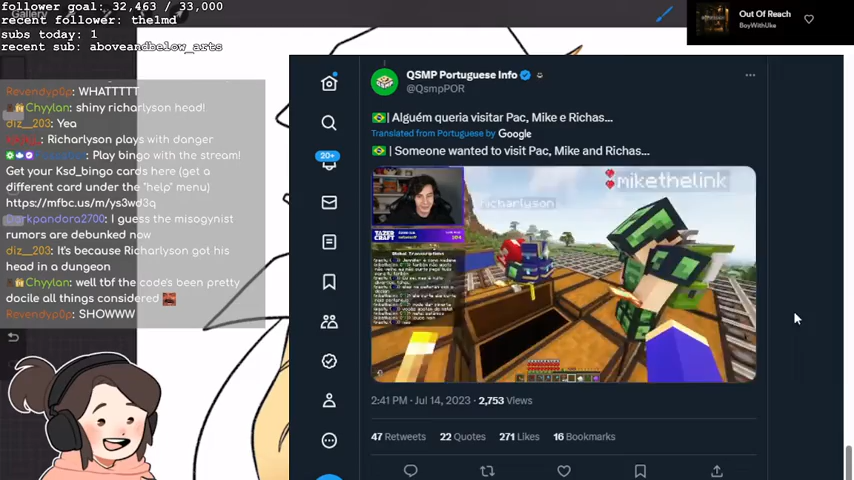 follower goal: 32,463 / 33,000
recent follower: the1md
subs today: 1
recent sub: aboveandbelow_arts
Gallery
Revendyp0p: WHATTTTT
Chyylan: shiny richarlyson head!
diz__203: Yea
Richarlyson plays with danger
Play bingo with the stream!
Get your Ksd_bingo cards here (get a
different card under the "help" menu)
https://mfbc.us/m/ys3wd3q
Darkpandora2700: I guess the misogynist
rumors are debunked now
diz__203: It's because Richarlyson got his
head in a dungeon
Chyylan: well tbf the code's been pretty
docile all things considered
Revendyp0p: SHOWWW
Out Of Reach
BoyWithUke
20+
QSMP Portuguese Info
@QsmpPOR
Alguém queria visitar Pac, Mike e Richas...
Translated from Portuguese by Google
Someone wanted to visit Pac, Mike and Richas...
richarlyson
mikethelink
Global Transcriptions
2:41 PM · Jul 14, 2023 · 2,753 Views
47 Retweets 22 Quotes 271 Likes 16 Bookmarks